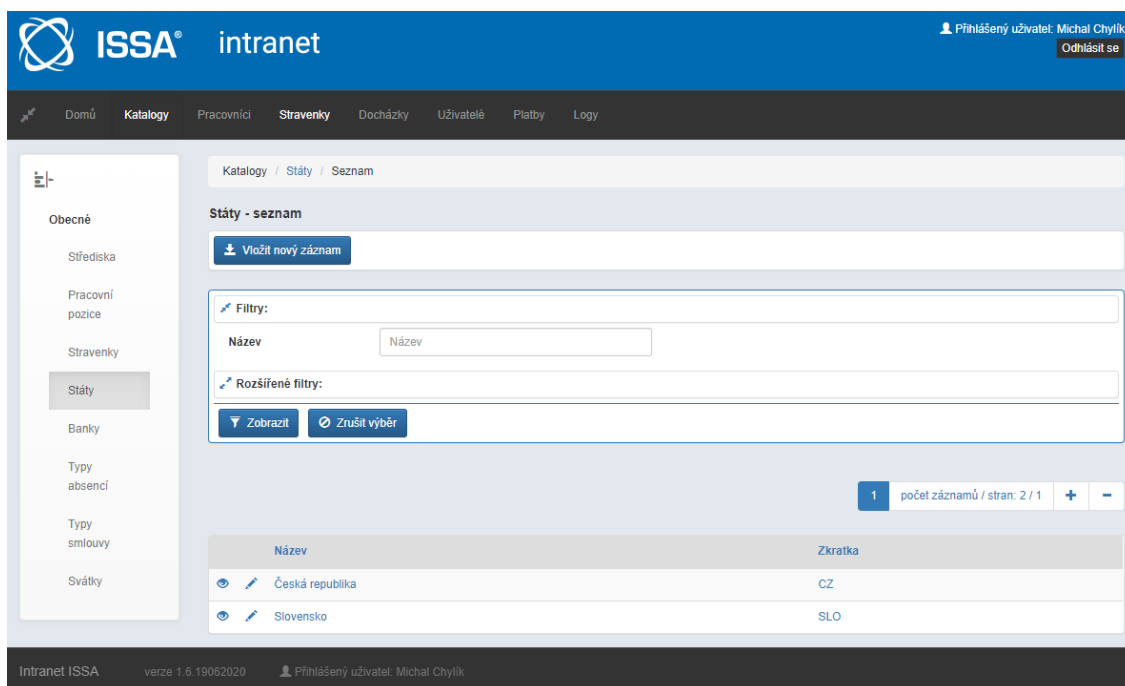 ISSA® intranet
Přihlášený uživatel: Michal Chylík
Odhlásit se
Domů Katalogy Pracovníci Stravenky Docházky Uživatelé Platby Logy
Obecné
Střediska
Pracovní
pozice
Stravenky
Státy
Banky
Typy
absencí
Typy
smlouvy
Svátky
Katalogy / Státy / Seznam
Státy - seznam
Vložit nový záznam
Filtry:
Název Název
Rozšířené filtry:
Zobrazit Zrušit výběr
1 počet záznamů / stran: 2 / 1 + −
Název Zkratka
Česká republika CZ
Slovensko SLO
Intranet ISSA verze 1.6.19062020 Přihlášený uživatel: Michal Chylík